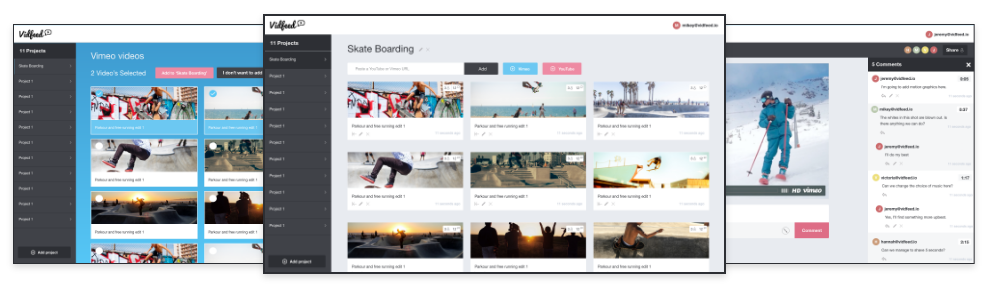 Vidfeed
11 Projects
Skate Boarding
Project 1
Project 1
Project 1
Project 1
Project 1
Project 1
Project 1
Project 1
Project 1
Add project
Vimeo videos
2 Video's Selected
Add to 'Skate Boarding'
I don't want to add
Parkour and free running edit 1
Parkour and free running edit 1
Parkour and free running edit 1
Parkour and free running edit 1
Vidfeed
mikey@vidfeed.io
11 Projects
Skate Boarding
Project 1
Project 1
Project 1
Project 1
Project 1
Project 1
Project 1
Project 1
Project 1
Project 1
Add project
Skate Boarding
Paste a YouTube or Vimeo URL
Add
Vimeo
YouTube
Parkour and free running edit 1
Parkour and free running edit 1
Parkour and free running edit 1
Parkour and free running edit 1
Parkour and free running edit 1
Parkour and free running edit 1
Parkour and free running edit 1
Parkour and free running edit 1
Parkour and free running edit 1
jeremy@vidfeed.io
Share
5 Comments
jeremy@vidfeed.io
I'm going to add motion graphics here.
mikey@vidfeed.io
The whites in this shot are blown out. Is
there anything we can do?
jeremy@vidfeed.io
I'll do my best
victoria@vidfeed.io
1:17
Can we change the choice of music here?
jeremy@vidfeed.io
Yes, I'll find something more upbeat.
hannah@vidfeed.io
Can we manage to shave 5 seconds?
HD vimeo
Comment